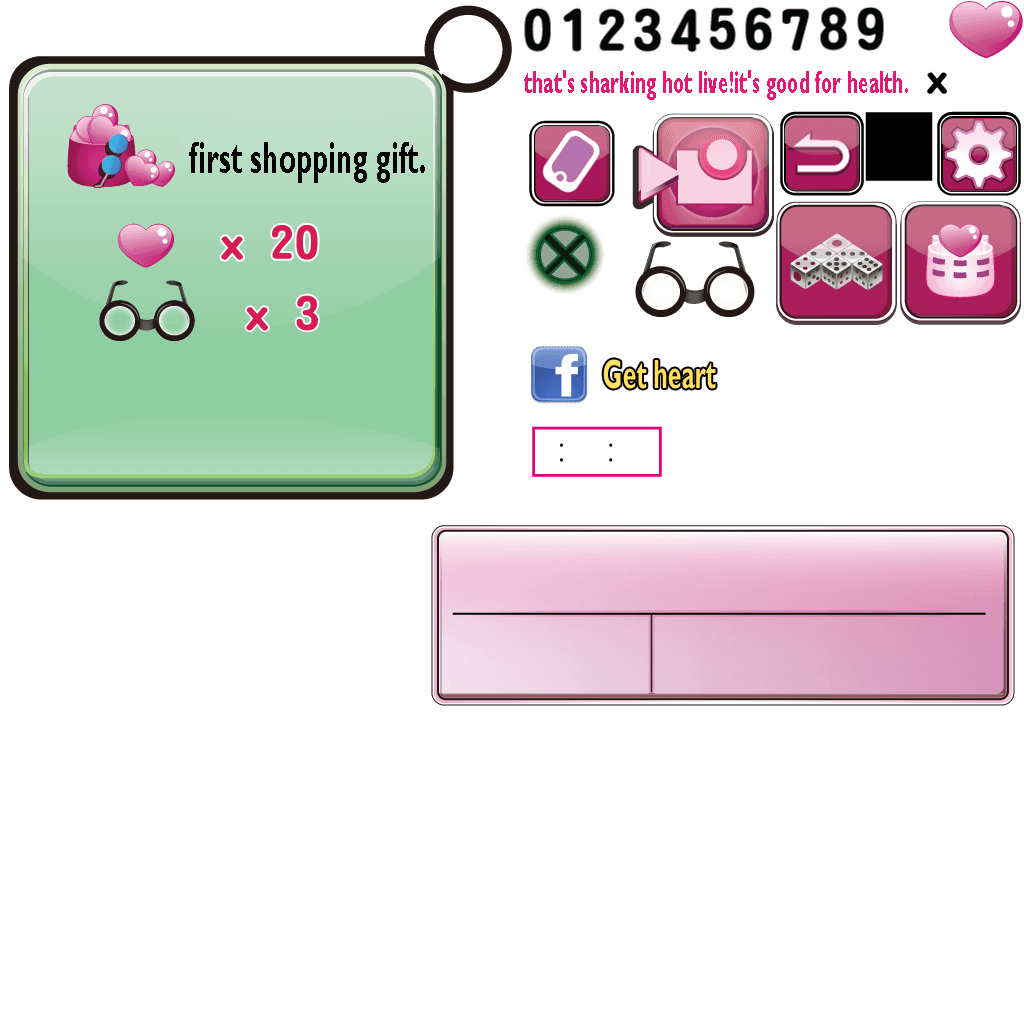 0123456789
that's sharking hot live!it's good for health. x
first shopping gift.
x 20
x 3
f Get heart
: :